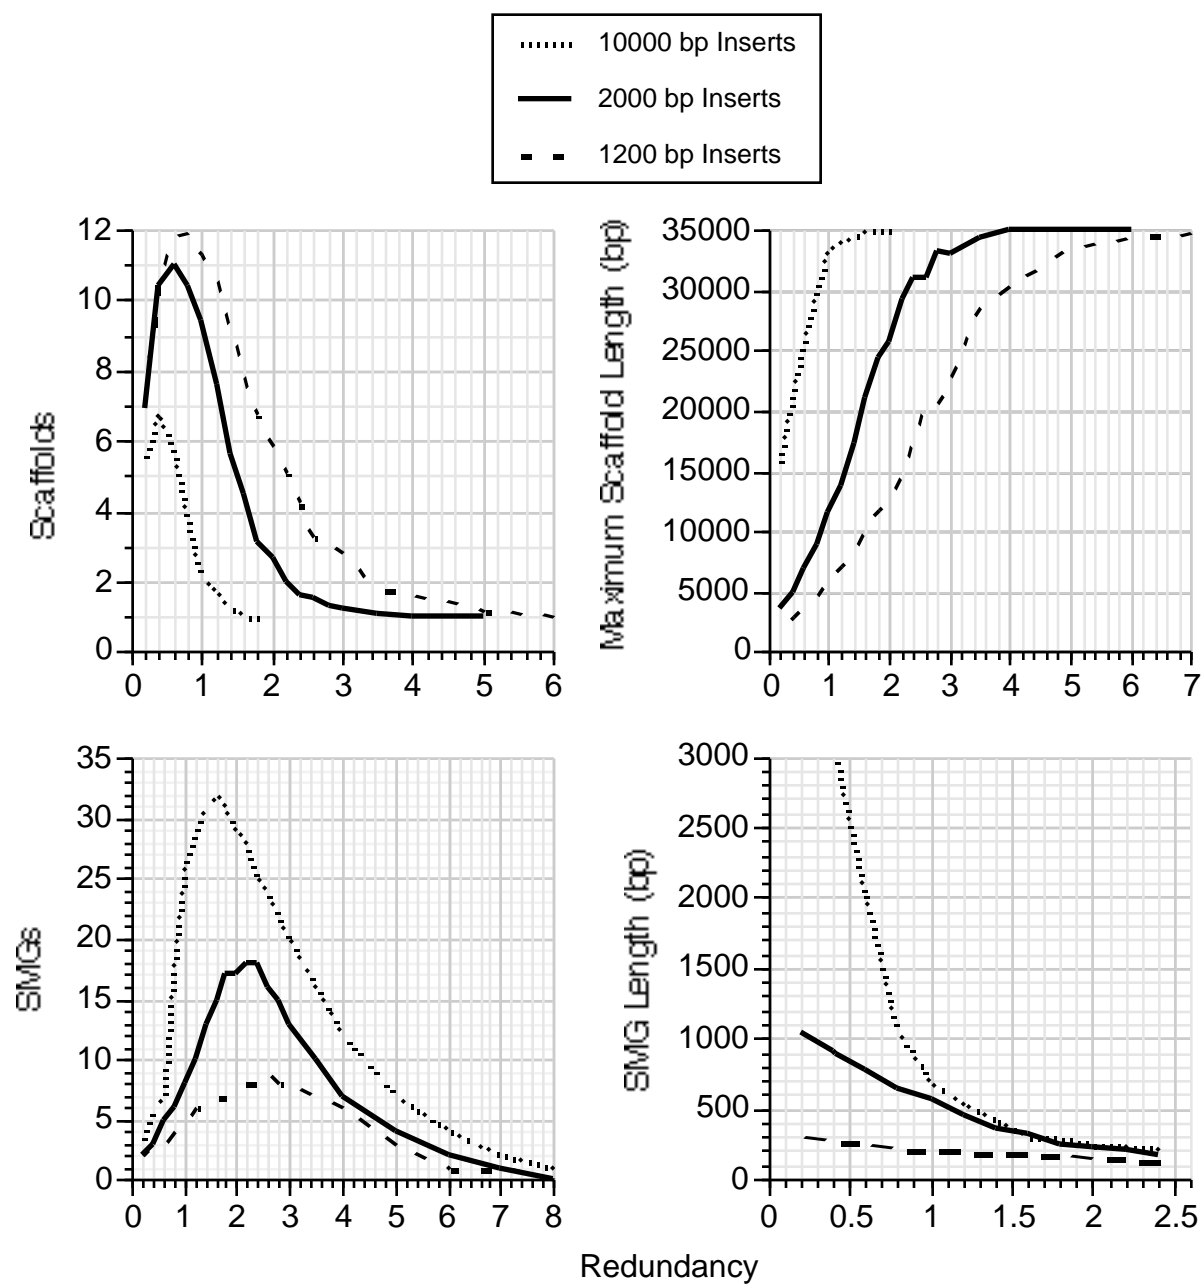 10000 bp Inserts
2000 bp Inserts
1200 bp Inserts
12
10
8
6
4
2
0
Scaffolds
0 1 2 3 4 5 6
35000
30000
25000
20000
15000
10000
5000
0
Maximum Scaffold Length (bp)
0 1 2 3 4 5 6 7
35
30
25
20
15
10
5
0
SMGs
0 1 2 3 4 5 6 7 8
3000
2500
2000
1500
1000
500
0
SMG Length (bp)
0 0.5 1 1.5 2 2.5
Redundancy